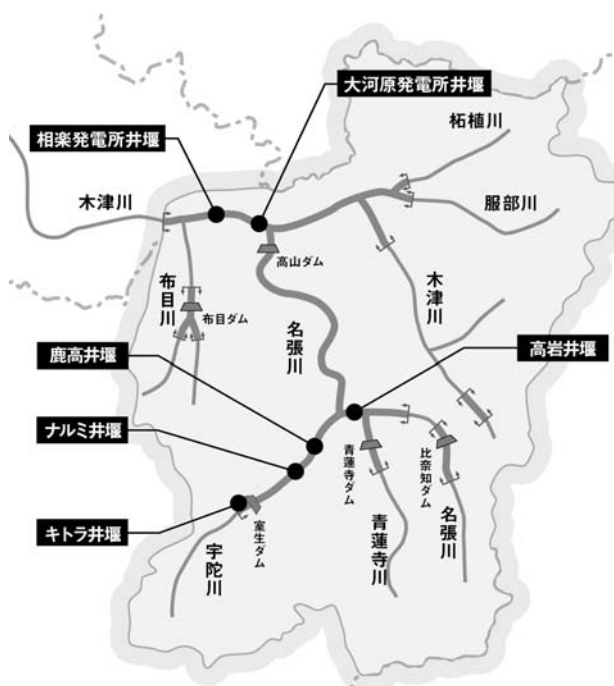 大河原発電所井堰
相楽発電所井堰
柘植川
木津川
服部川
高山ダム
布目川
布目ダム
木津川
名張川
鹿高井堰
高岩井堰
ナルミ井堰
青蓮寺ダム
比奈知ダム
キトラ井堰
室生ダム
宇陀川
青蓮寺川
名張川